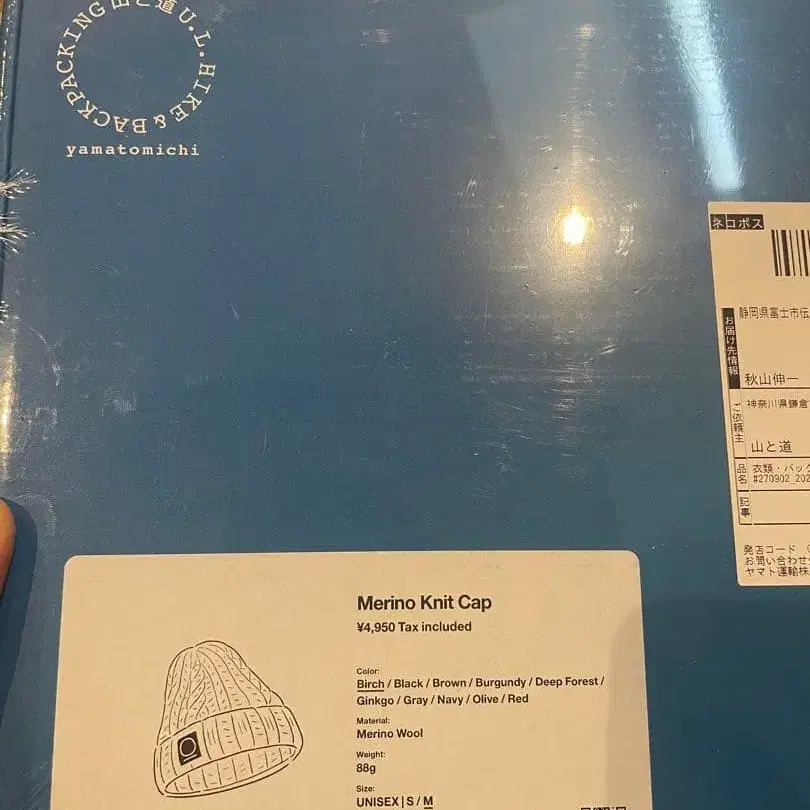 U.L. HIKE & BACKPACKING 山と道
yamatomichi
ネコポス
お届け先情報
静岡県富士市伝
秋山伸一
ご依頼主
神奈川県鎌倉
山と道
品名
衣類・バッグ
#270902_202
記事
発店コード
お問い合わせ
ヤマト運輸株
Merino Knit Cap
¥4,950 Tax included
Color:
Birch / Black / Brown / Burgundy / Deep Forest /
Ginkgo / Gray / Navy / Olive / Red
Material:
Merino Wool
Weight:
88g
Size:
UNISEX | S / M